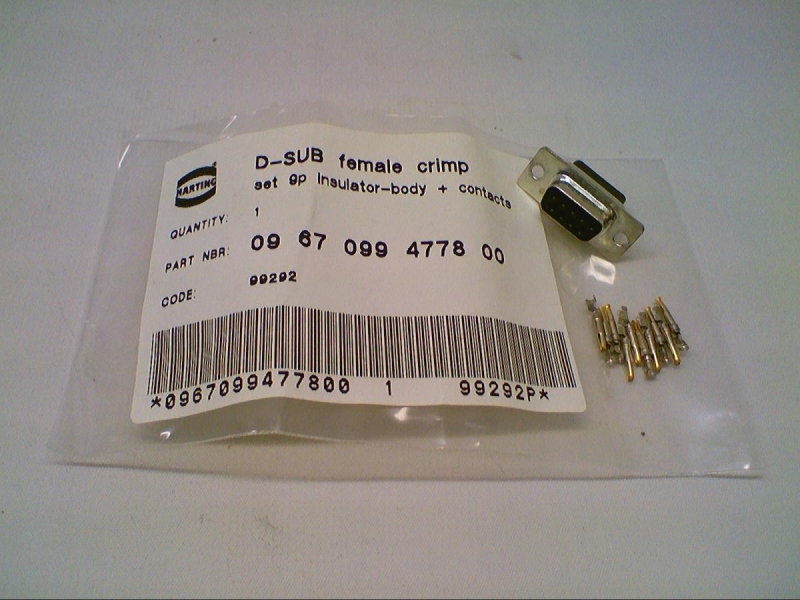 HARTING
D-SUB female crimp
set 9p insulator-body + contacts
QUANTITY: 1
PART NBR: 09 67 099 4778 00
CODE: 99292
*0967099477800 1 99292P*